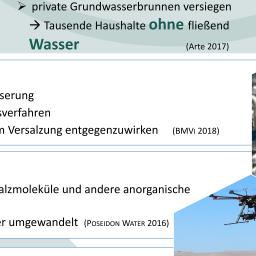 ➢ private Grundwasserbrunnen versiegen
→ Tausende Haushalte ohne fließend
Wasser (Arte 2017)
serung
sverfahren
n Versalzung entgegenzuwirken (BMVi 2018)
alzmoleküle und andere anorganische
er umgewandelt (Poseidon Water 2016)